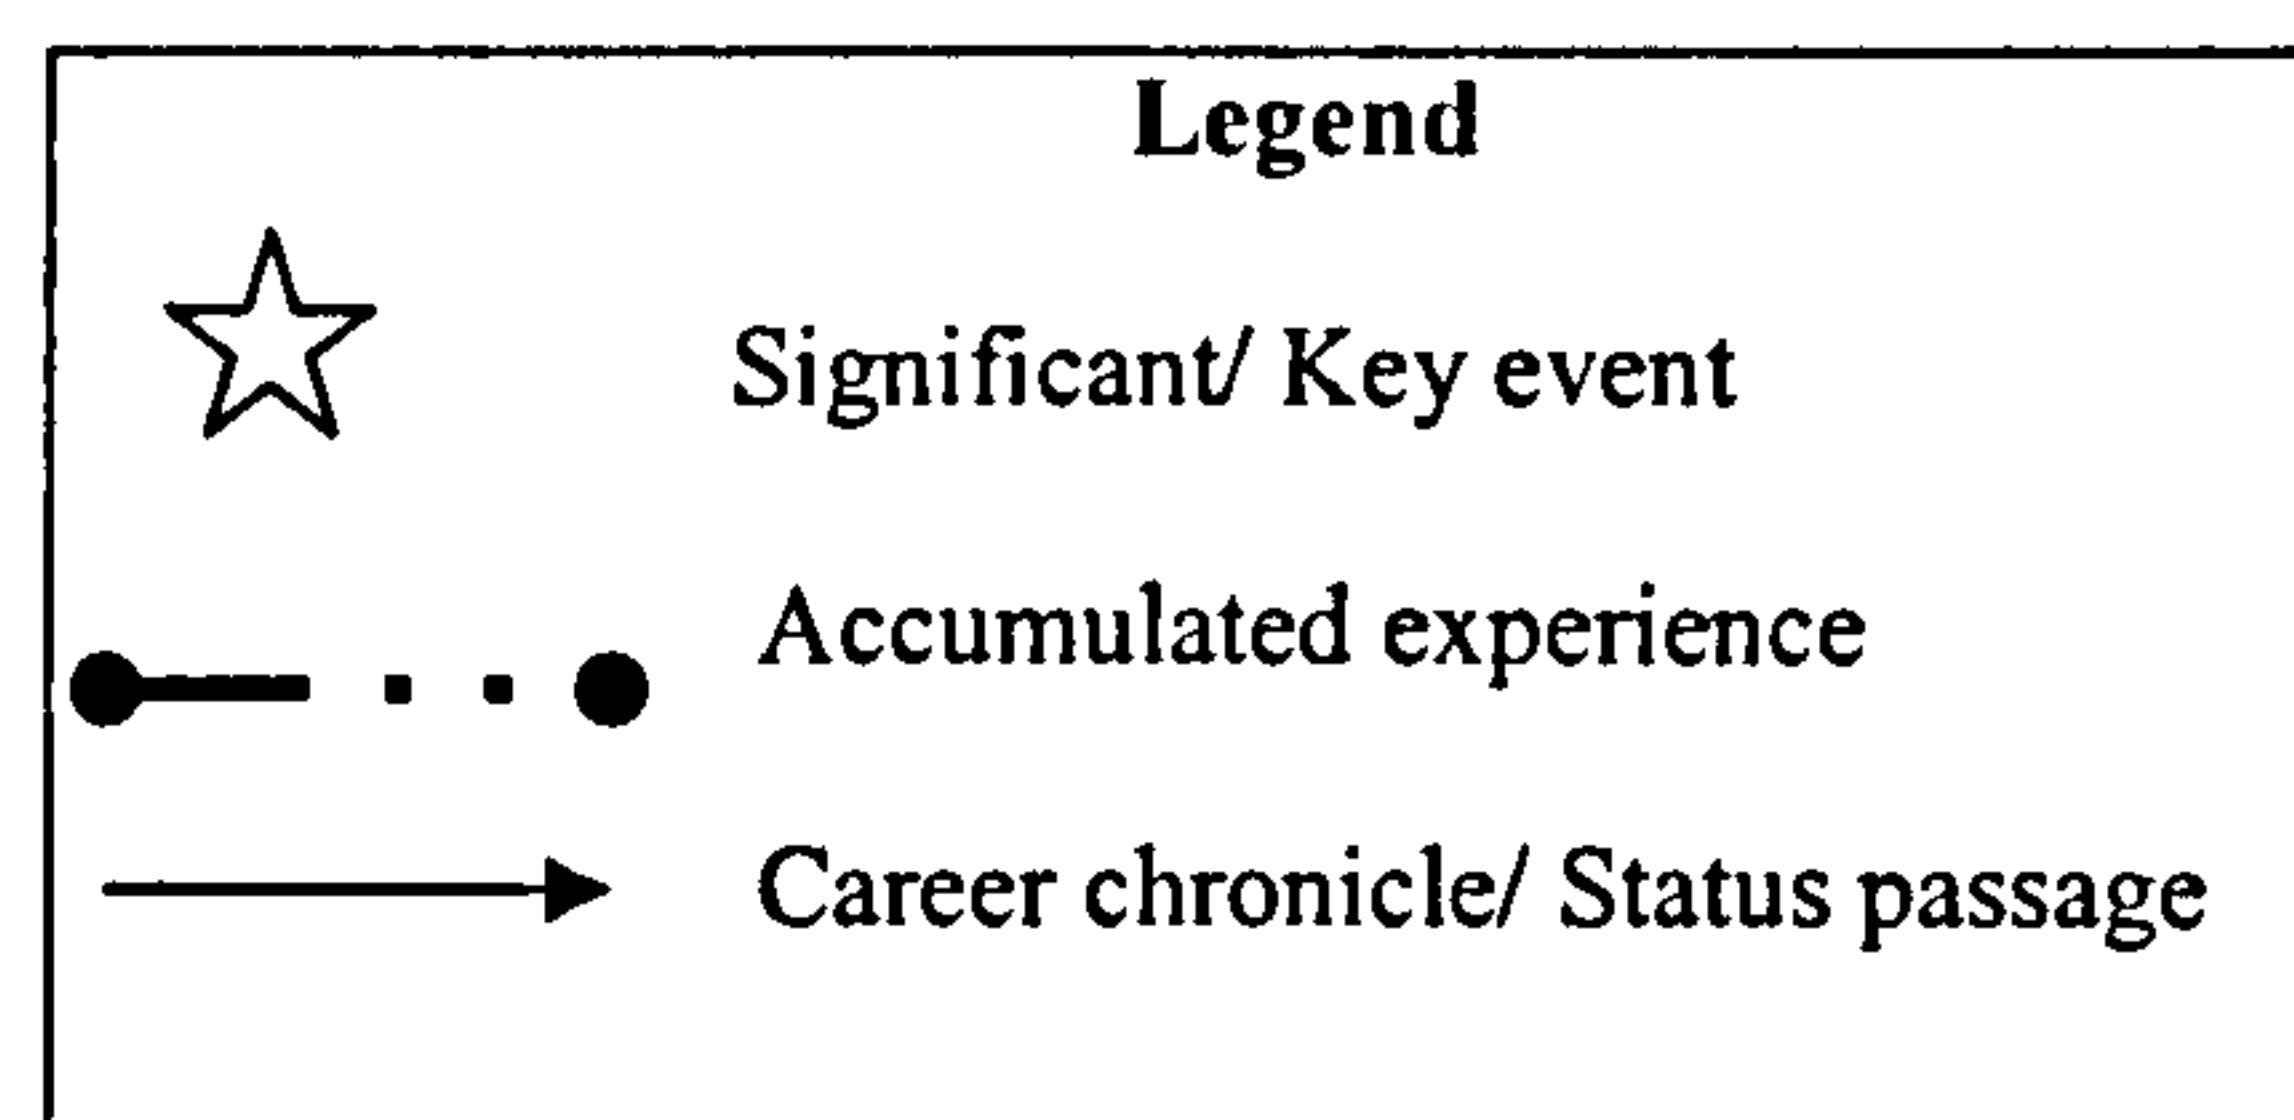 Legend
Significant/ Key event
Accumulated experience
Career chronicle/ Status passage